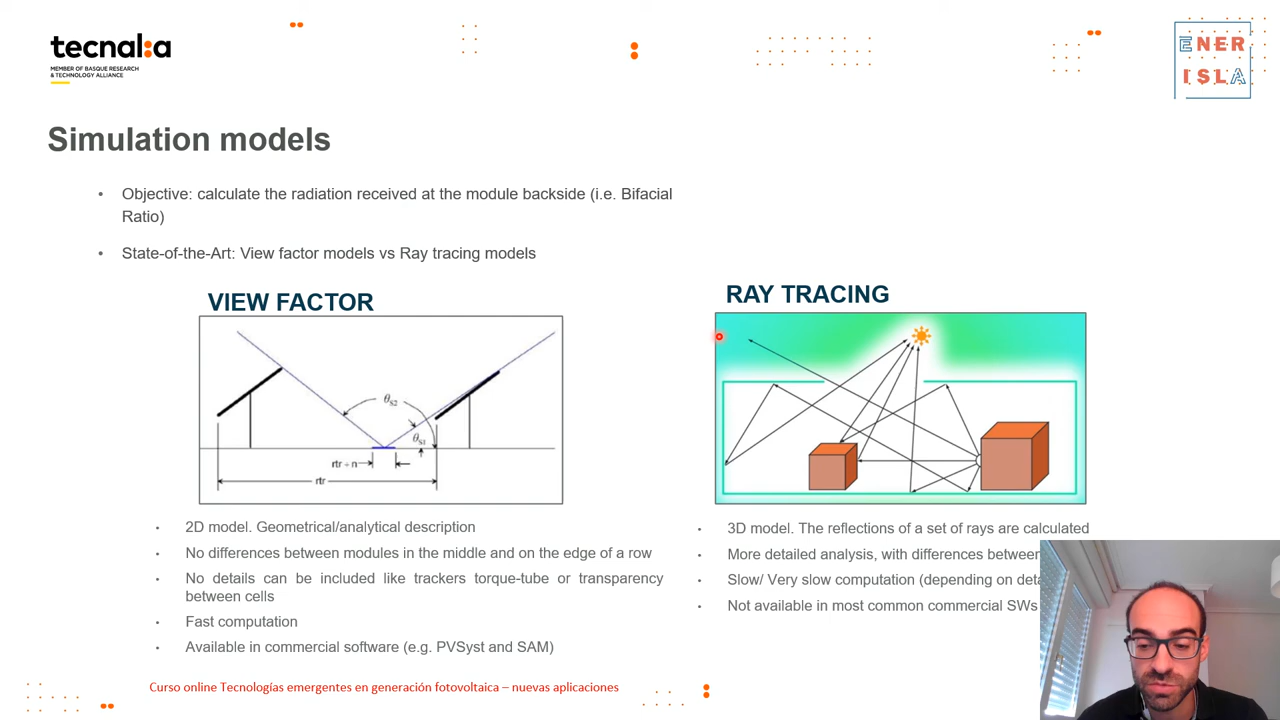 tecnal:a
MEMBER OF BASQUE RESEARCH
& TECHNOLOGY ALLIANCE
ENER
ISLA
Simulation models
• Objective: calculate the radiation received at the module backside (i.e. Bifacial
Ratio)
• State-of-the-Art: View factor models vs Ray tracing models
VIEW FACTOR
θS2
θS1
rtr ÷ n
rtr
• 2D model. Geometrical/analytical description
• No differences between modules in the middle and on the edge of a row
• No details can be included like trackers torque-tube or transparency
between cells
• Fast computation
• Available in commercial software (e.g. PVSyst and SAM)
RAY TRACING
• 3D model. The reflections of a set of rays are calculated
• More detailed analysis, with differences between
• Slow/ Very slow computation (depending on
• Not available in most common commercial SWs
Curso online Tecnologías emergentes en generación fotovoltaica – nuevas aplicaciones